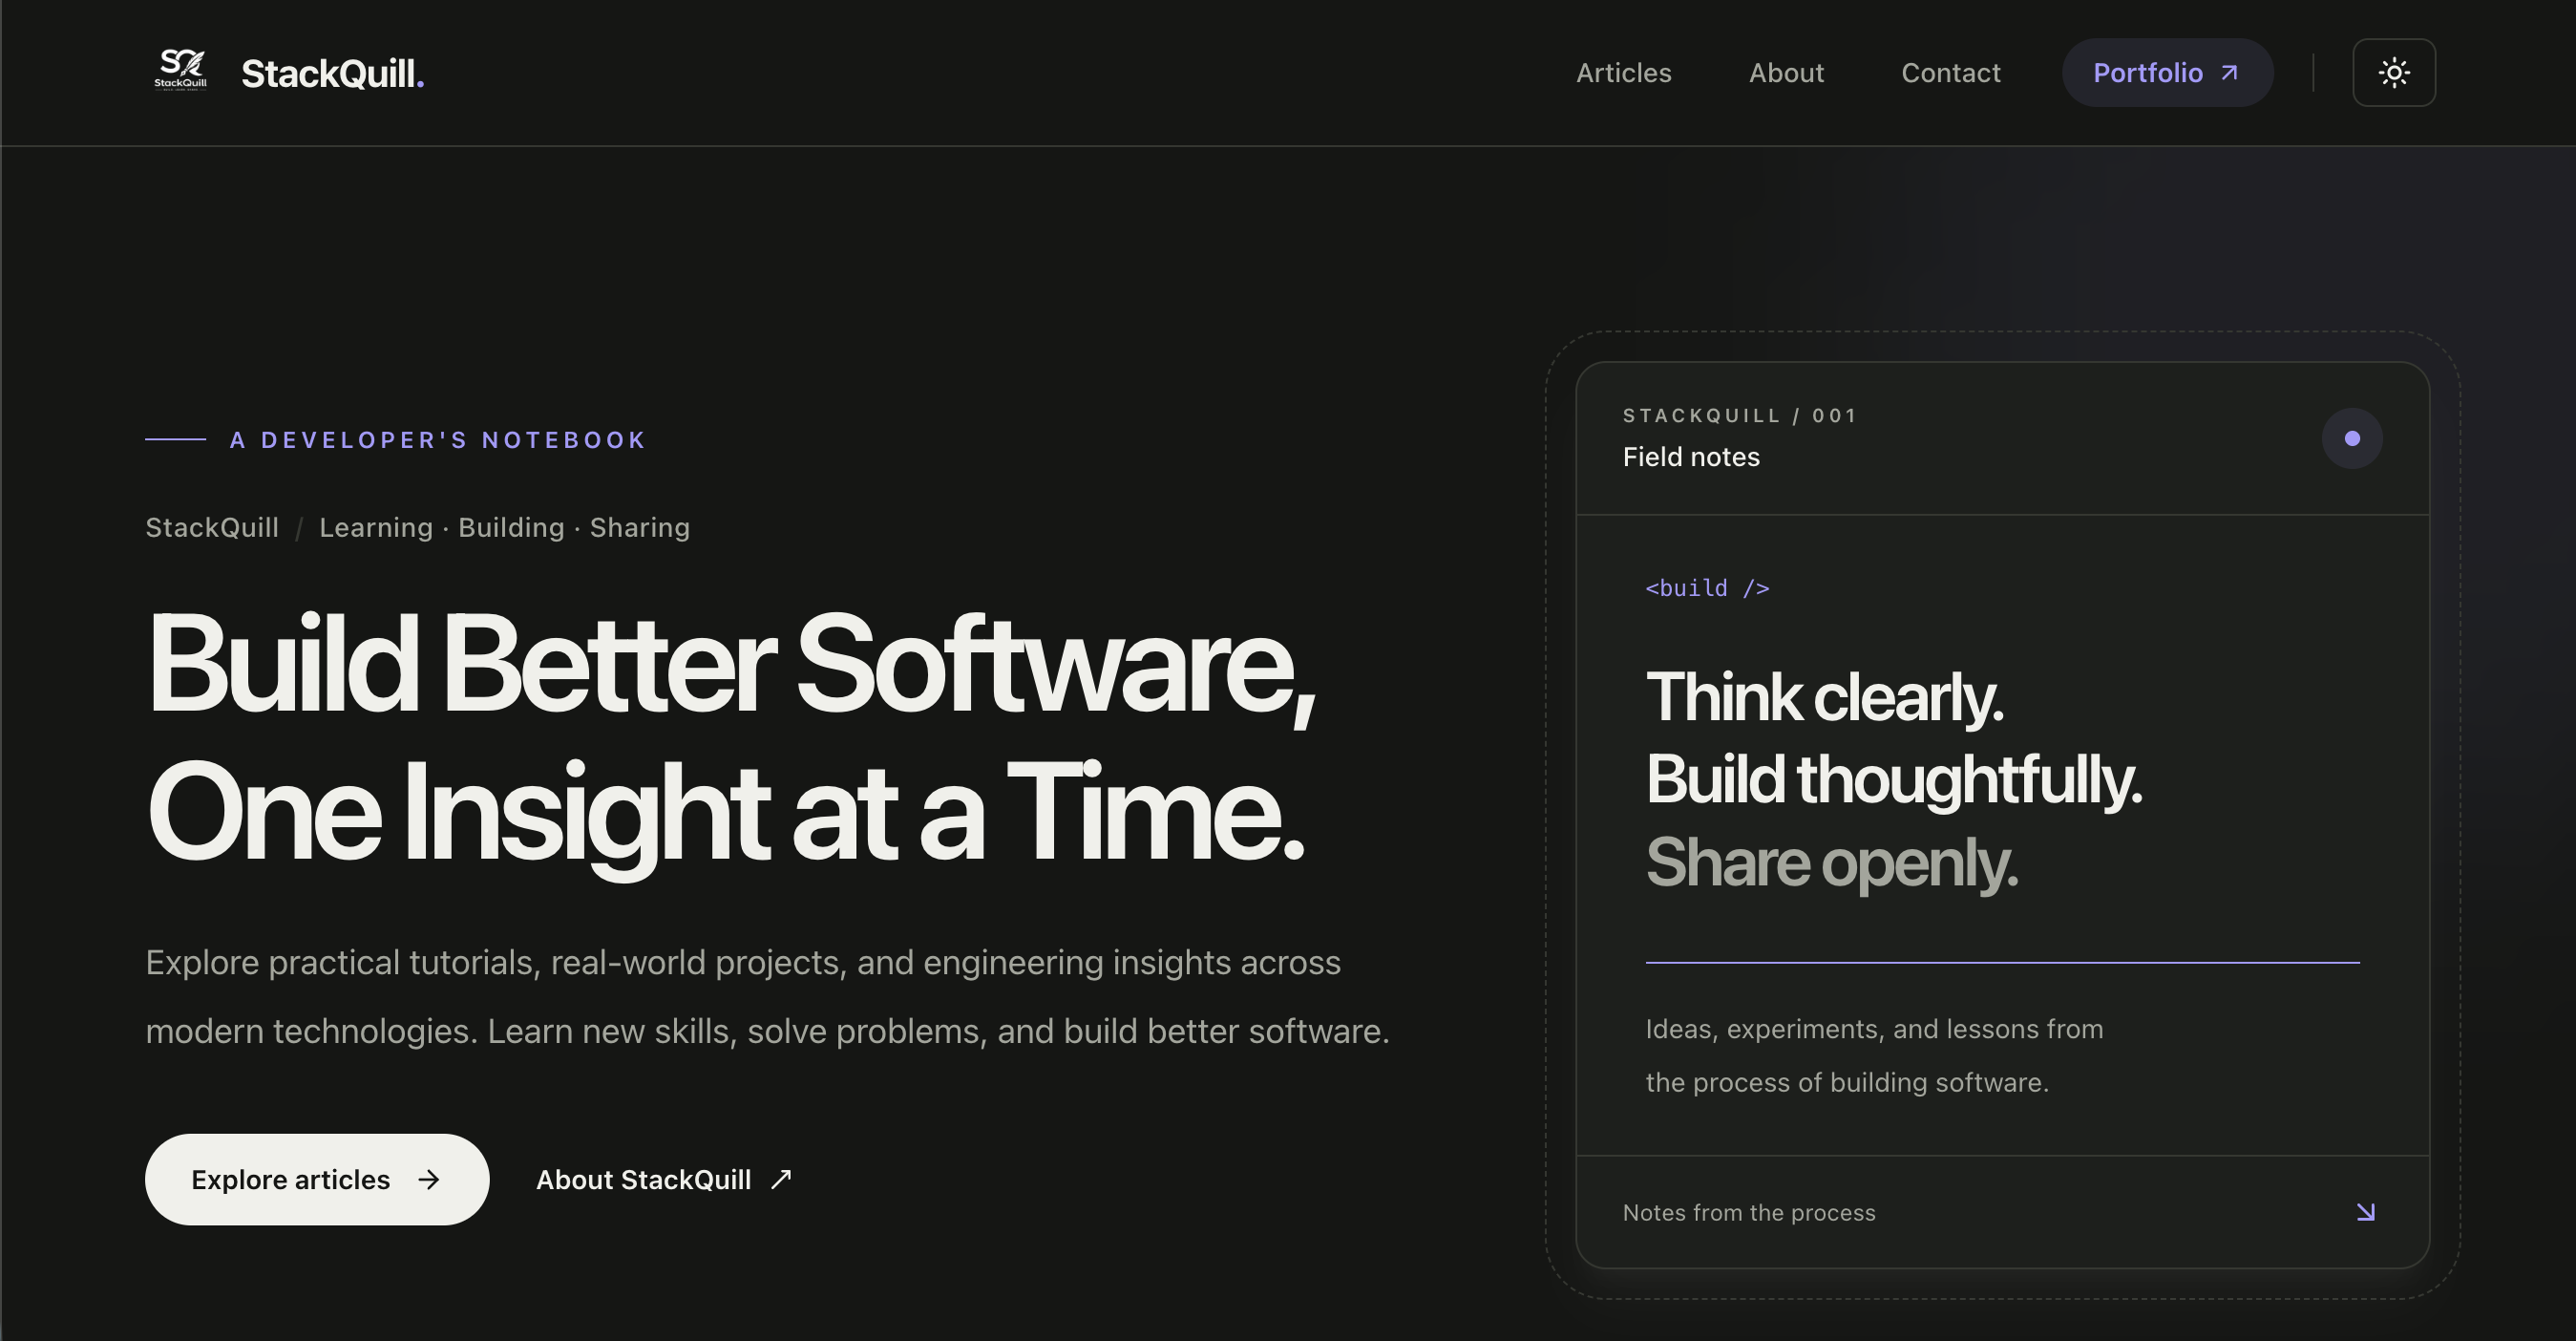 SQ
StackQuill
StackQuill.
Articles
About
Contact
Portfolio
A DEVELOPER'S NOTEBOOK
StackQuill / Learning · Building · Sharing
Build Better Software,
One Insight at a Time.
Explore practical tutorials, real-world projects, and engineering insights across
modern technologies. Learn new skills, solve problems, and build better software.
Explore articles →
About StackQuill ↗
STACKQUILL / 001
Field notes
<build />
Think clearly.
Build thoughtfully.
Share openly.
Ideas, experiments, and lessons from
the process of building software.
Notes from the process